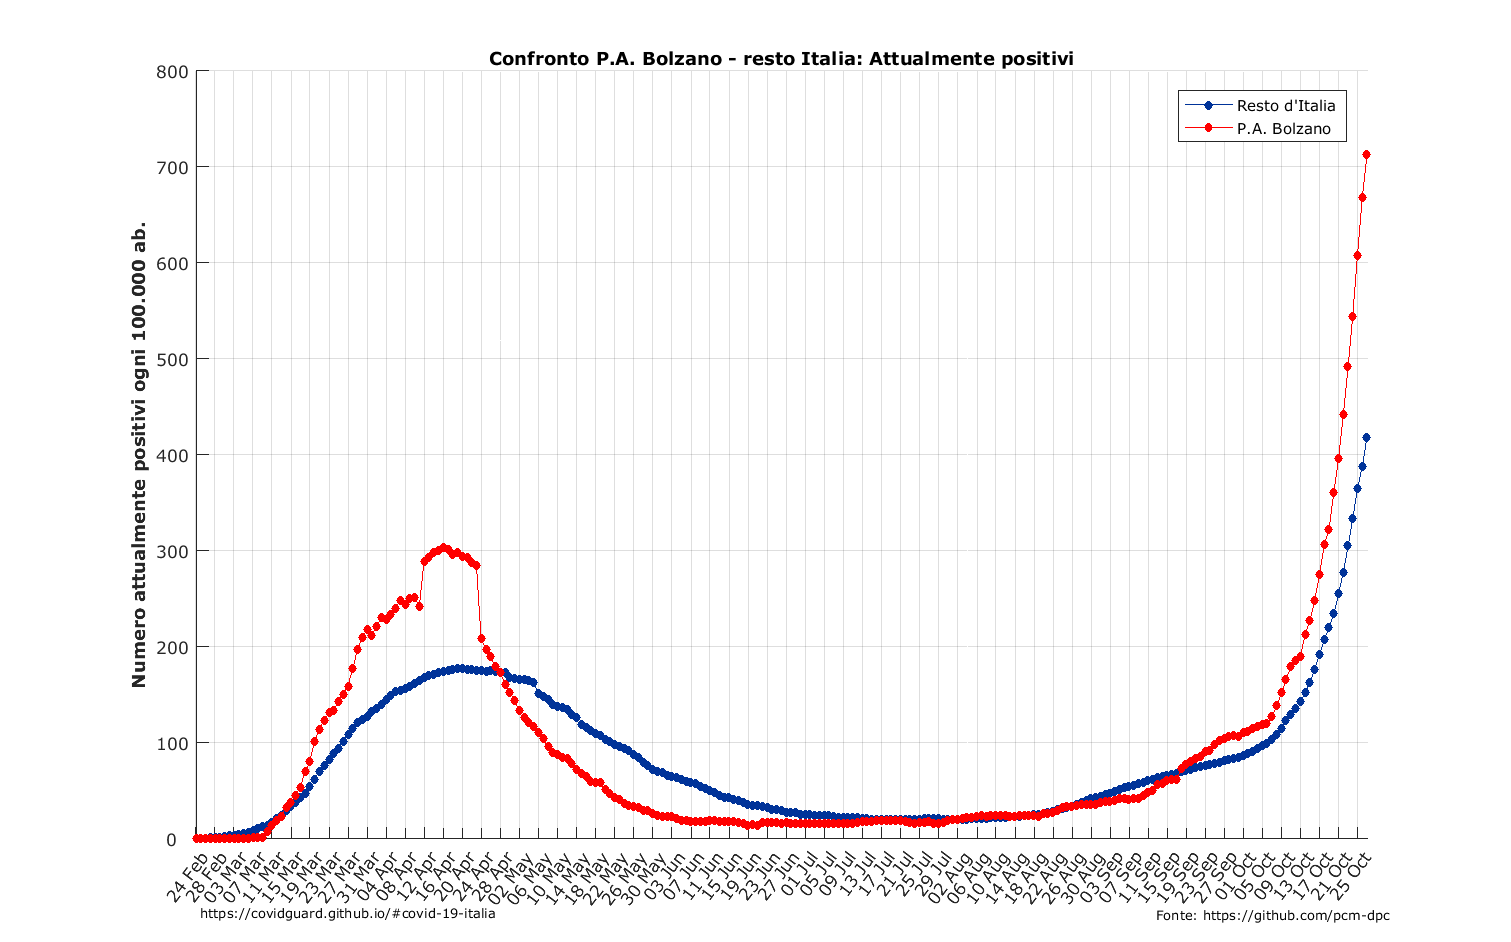 Confronto P.A. Bolzano - resto Italia: Attualmente positivi
Resto d'Italia
P.A. Bolzano
Numero attualmente positivi ogni 100.000 ab.
800
700
600
500
400
300
200
100
0
24 Feb
28 Feb
03 Mar
07 Mar
11 Mar
15 Mar
19 Mar
23 Mar
27 Mar
31 Mar
04 Apr
08 Apr
12 Apr
16 Apr
20 Apr
24 Apr
28 Apr
02 May
06 May
10 May
14 May
18 May
22 May
26 May
30 May
03 Jun
07 Jun
11 Jun
15 Jun
19 Jun
23 Jun
27 Jun
01 Jul
05 Jul
09 Jul
13 Jul
17 Jul
21 Jul
25 Jul
29 Jul
02 Aug
06 Aug
10 Aug
14 Aug
18 Aug
22 Aug
26 Aug
30 Aug
03 Sep
07 Sep
11 Sep
15 Sep
19 Sep
23 Sep
27 Sep
01 Oct
05 Oct
09 Oct
13 Oct
17 Oct
21 Oct
25 Oct
https://covidguard.github.io/#covid-19-italia
Fonte: https://github.com/pcm-dpc